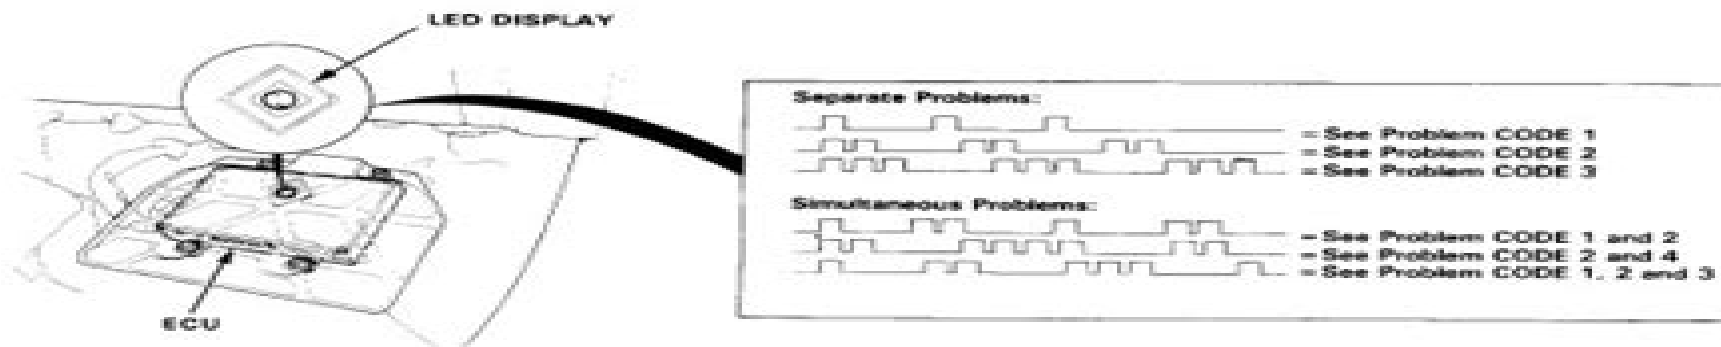 LED DISPLAY
Separate Problems:
= See Problem CODE 1
= See Problem CODE 2
= See Problem CODE 3
Simultaneous Problems:
= See Problem CODE 1 and 2
= See Problem CODE 2 and 4
= See Problem CODE 1, 2 and 3
ECU